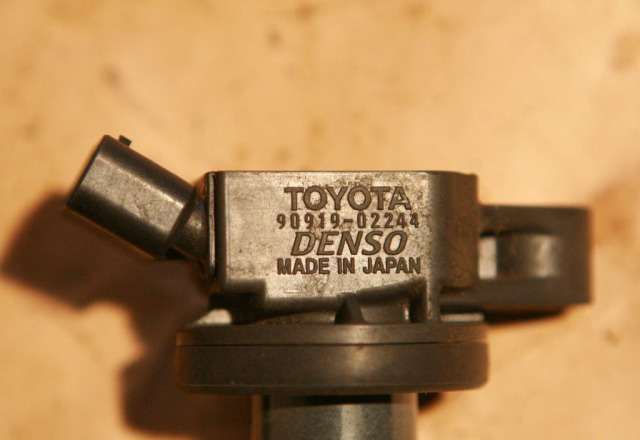 TOYOTA
90919-02244
DENSO
MADE IN JAPAN